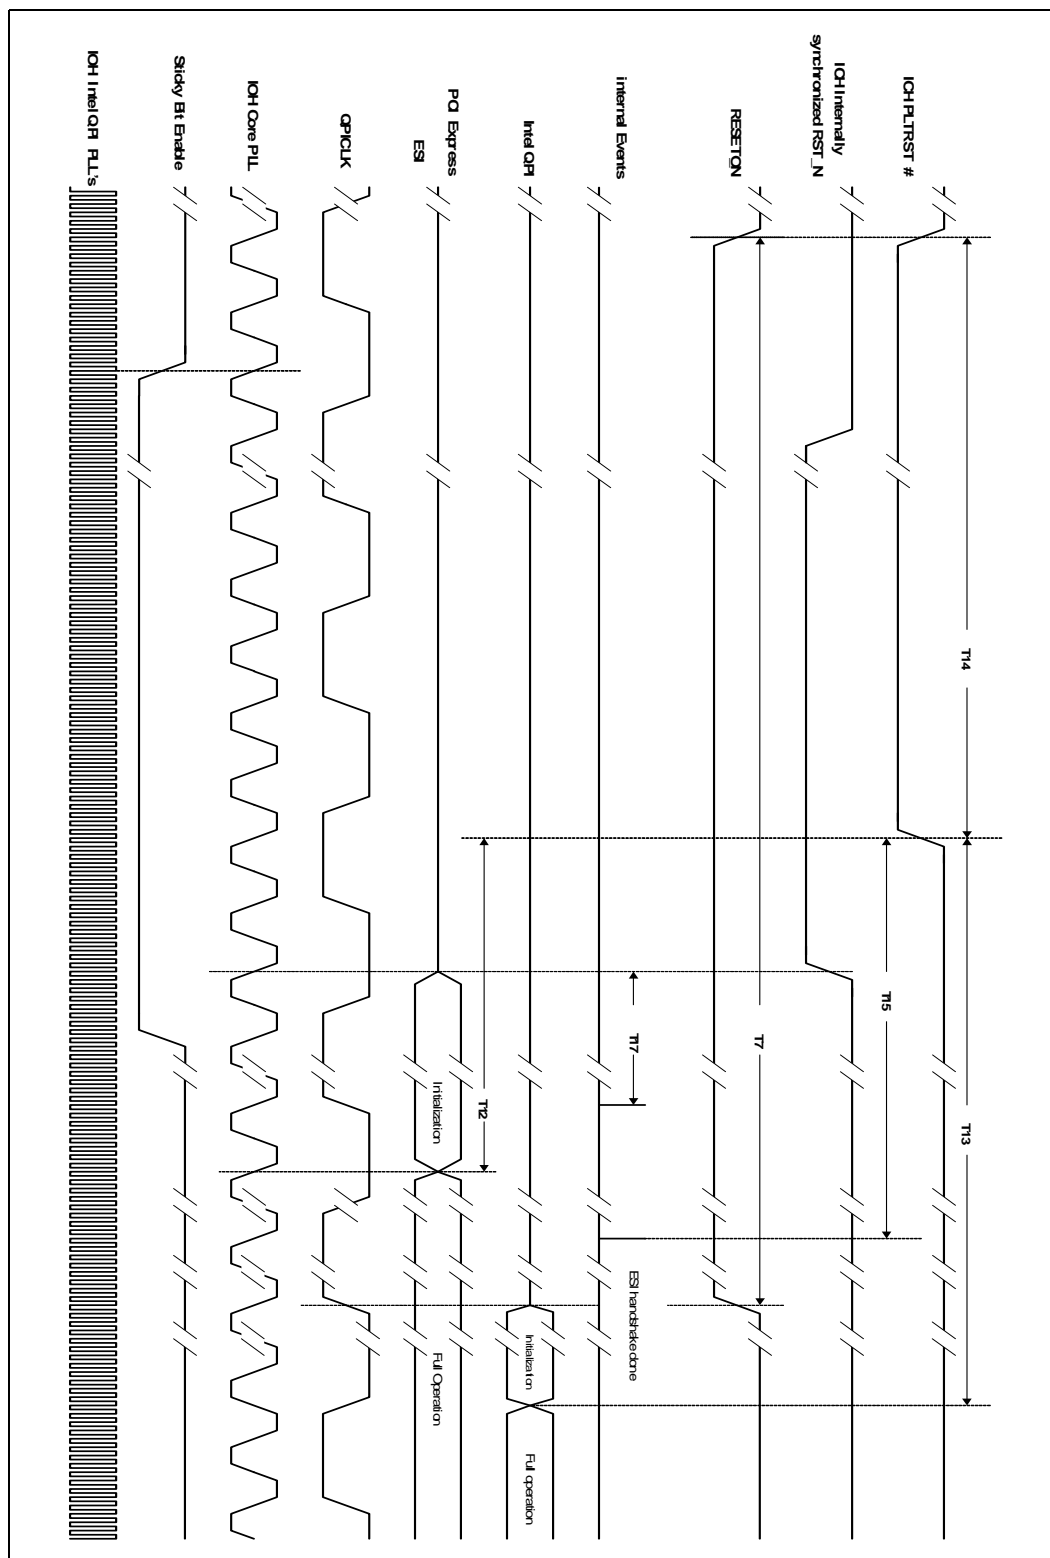 ICH PLTRST #
T14
T13
ICH Internally
synchronized RST_N
T15
RESETO_N
T7
T17
internal Events
ESI handshake done
Intel QPI
Initialization
Full operation
T12
PCI Express
ESI
Initialization
Full Operation
QPICLK
IOH Core PLL
Sticky Bit Enable
IOH Intel QPI PLL's